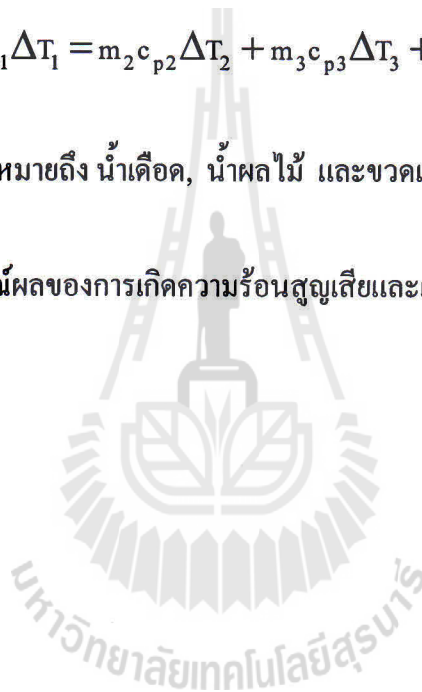 ₁ΔT₁ = m₂c_p2ΔT₂ + m₃c_p3ΔT₃ +
หมายถึง น้ำเดือด, น้ำผลไม้ และขวด
ผลของการเกิดความร้อนสูญเสียและ
มหาวิทยาลัยเทคโนโลยีสุรนารี